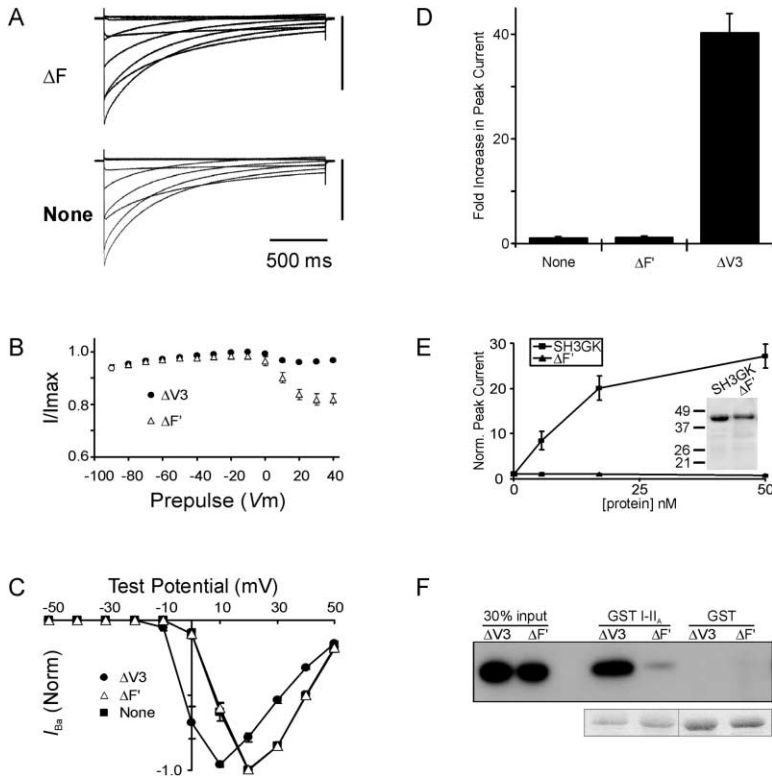 A
ΔF
None
500 ms
B
I/Imax
1.0
0.8
0.6
ΔV3
ΔF'
-100 -80 -60 -40 -20 0 20 40
Prepulse (Vm)
C
Test Potential (mV)
-50 -30 -10 10 30 50
ΔV3
ΔF'
None
I Ba (Norm)
-1.0
D
Fold Increase in Peak Current
40
20
0
None ΔF' ΔV3
E
Norm. Peak Current
30
20
10
0
SH3GK
ΔF'
SH3GK
ΔF'
49
37
26
21
0 25 50
[protein] nM
F
30% input GST I-IIA GST
ΔV3 ΔF' ΔV3 ΔF' ΔV3 ΔF'